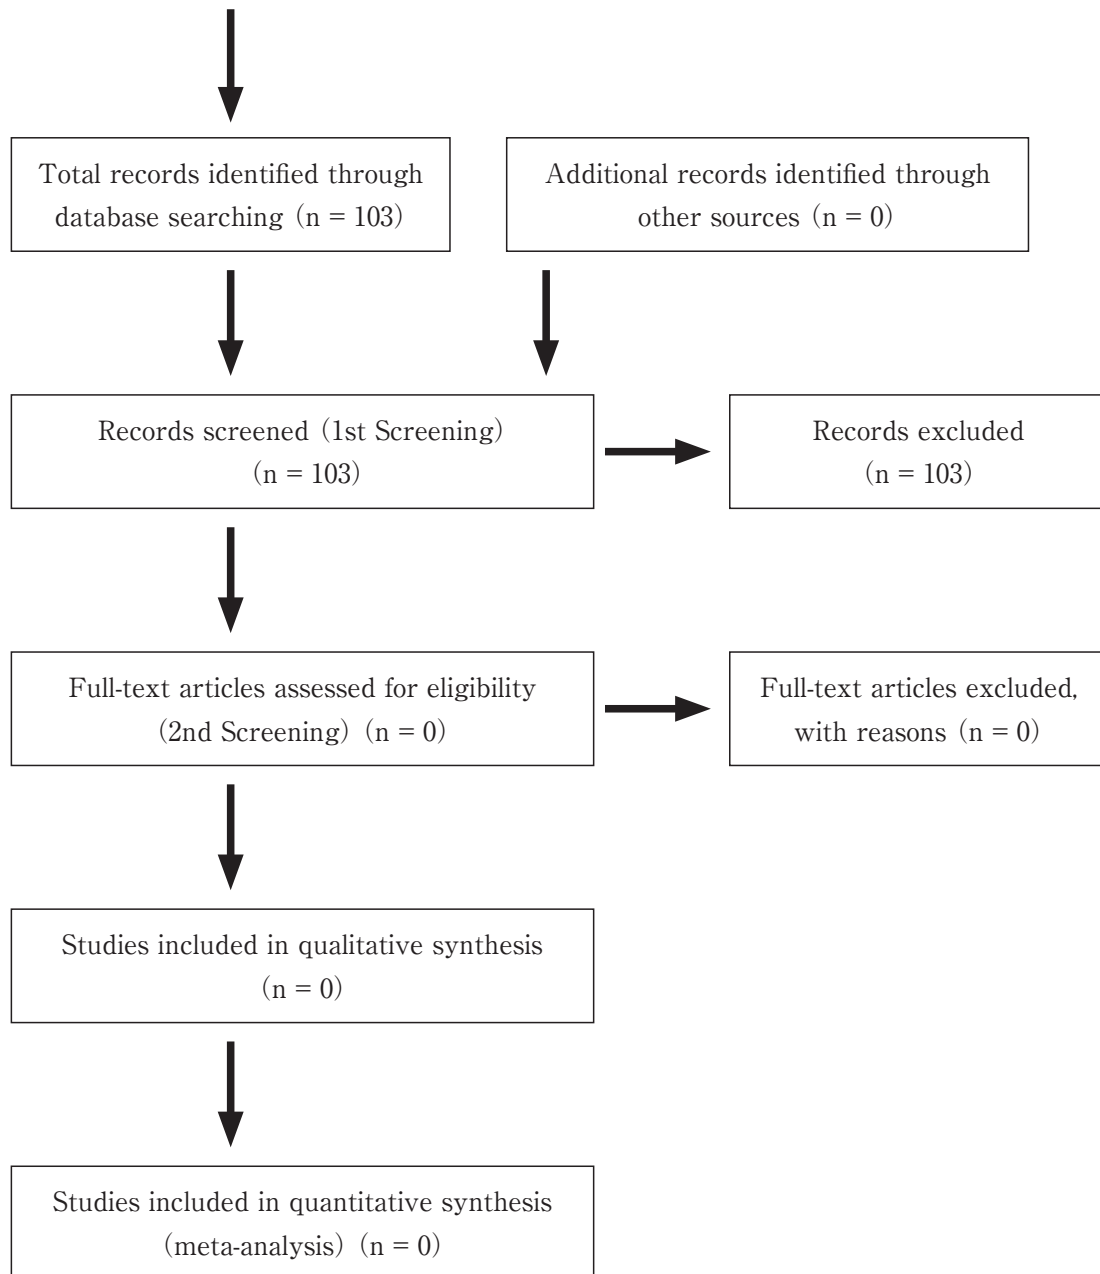 Total records identified through
database searching (n = 103)
Additional records identified through
other sources (n = 0)
Records screened (1st Screening)
(n = 103)
Records excluded
(n = 103)
Full-text articles assessed for eligibility
(2nd Screening) (n = 0)
Full-text articles excluded,
with reasons (n = 0)
Studies included in qualitative synthesis
(n = 0)
Studies included in quantitative synthesis
(meta-analysis) (n = 0)